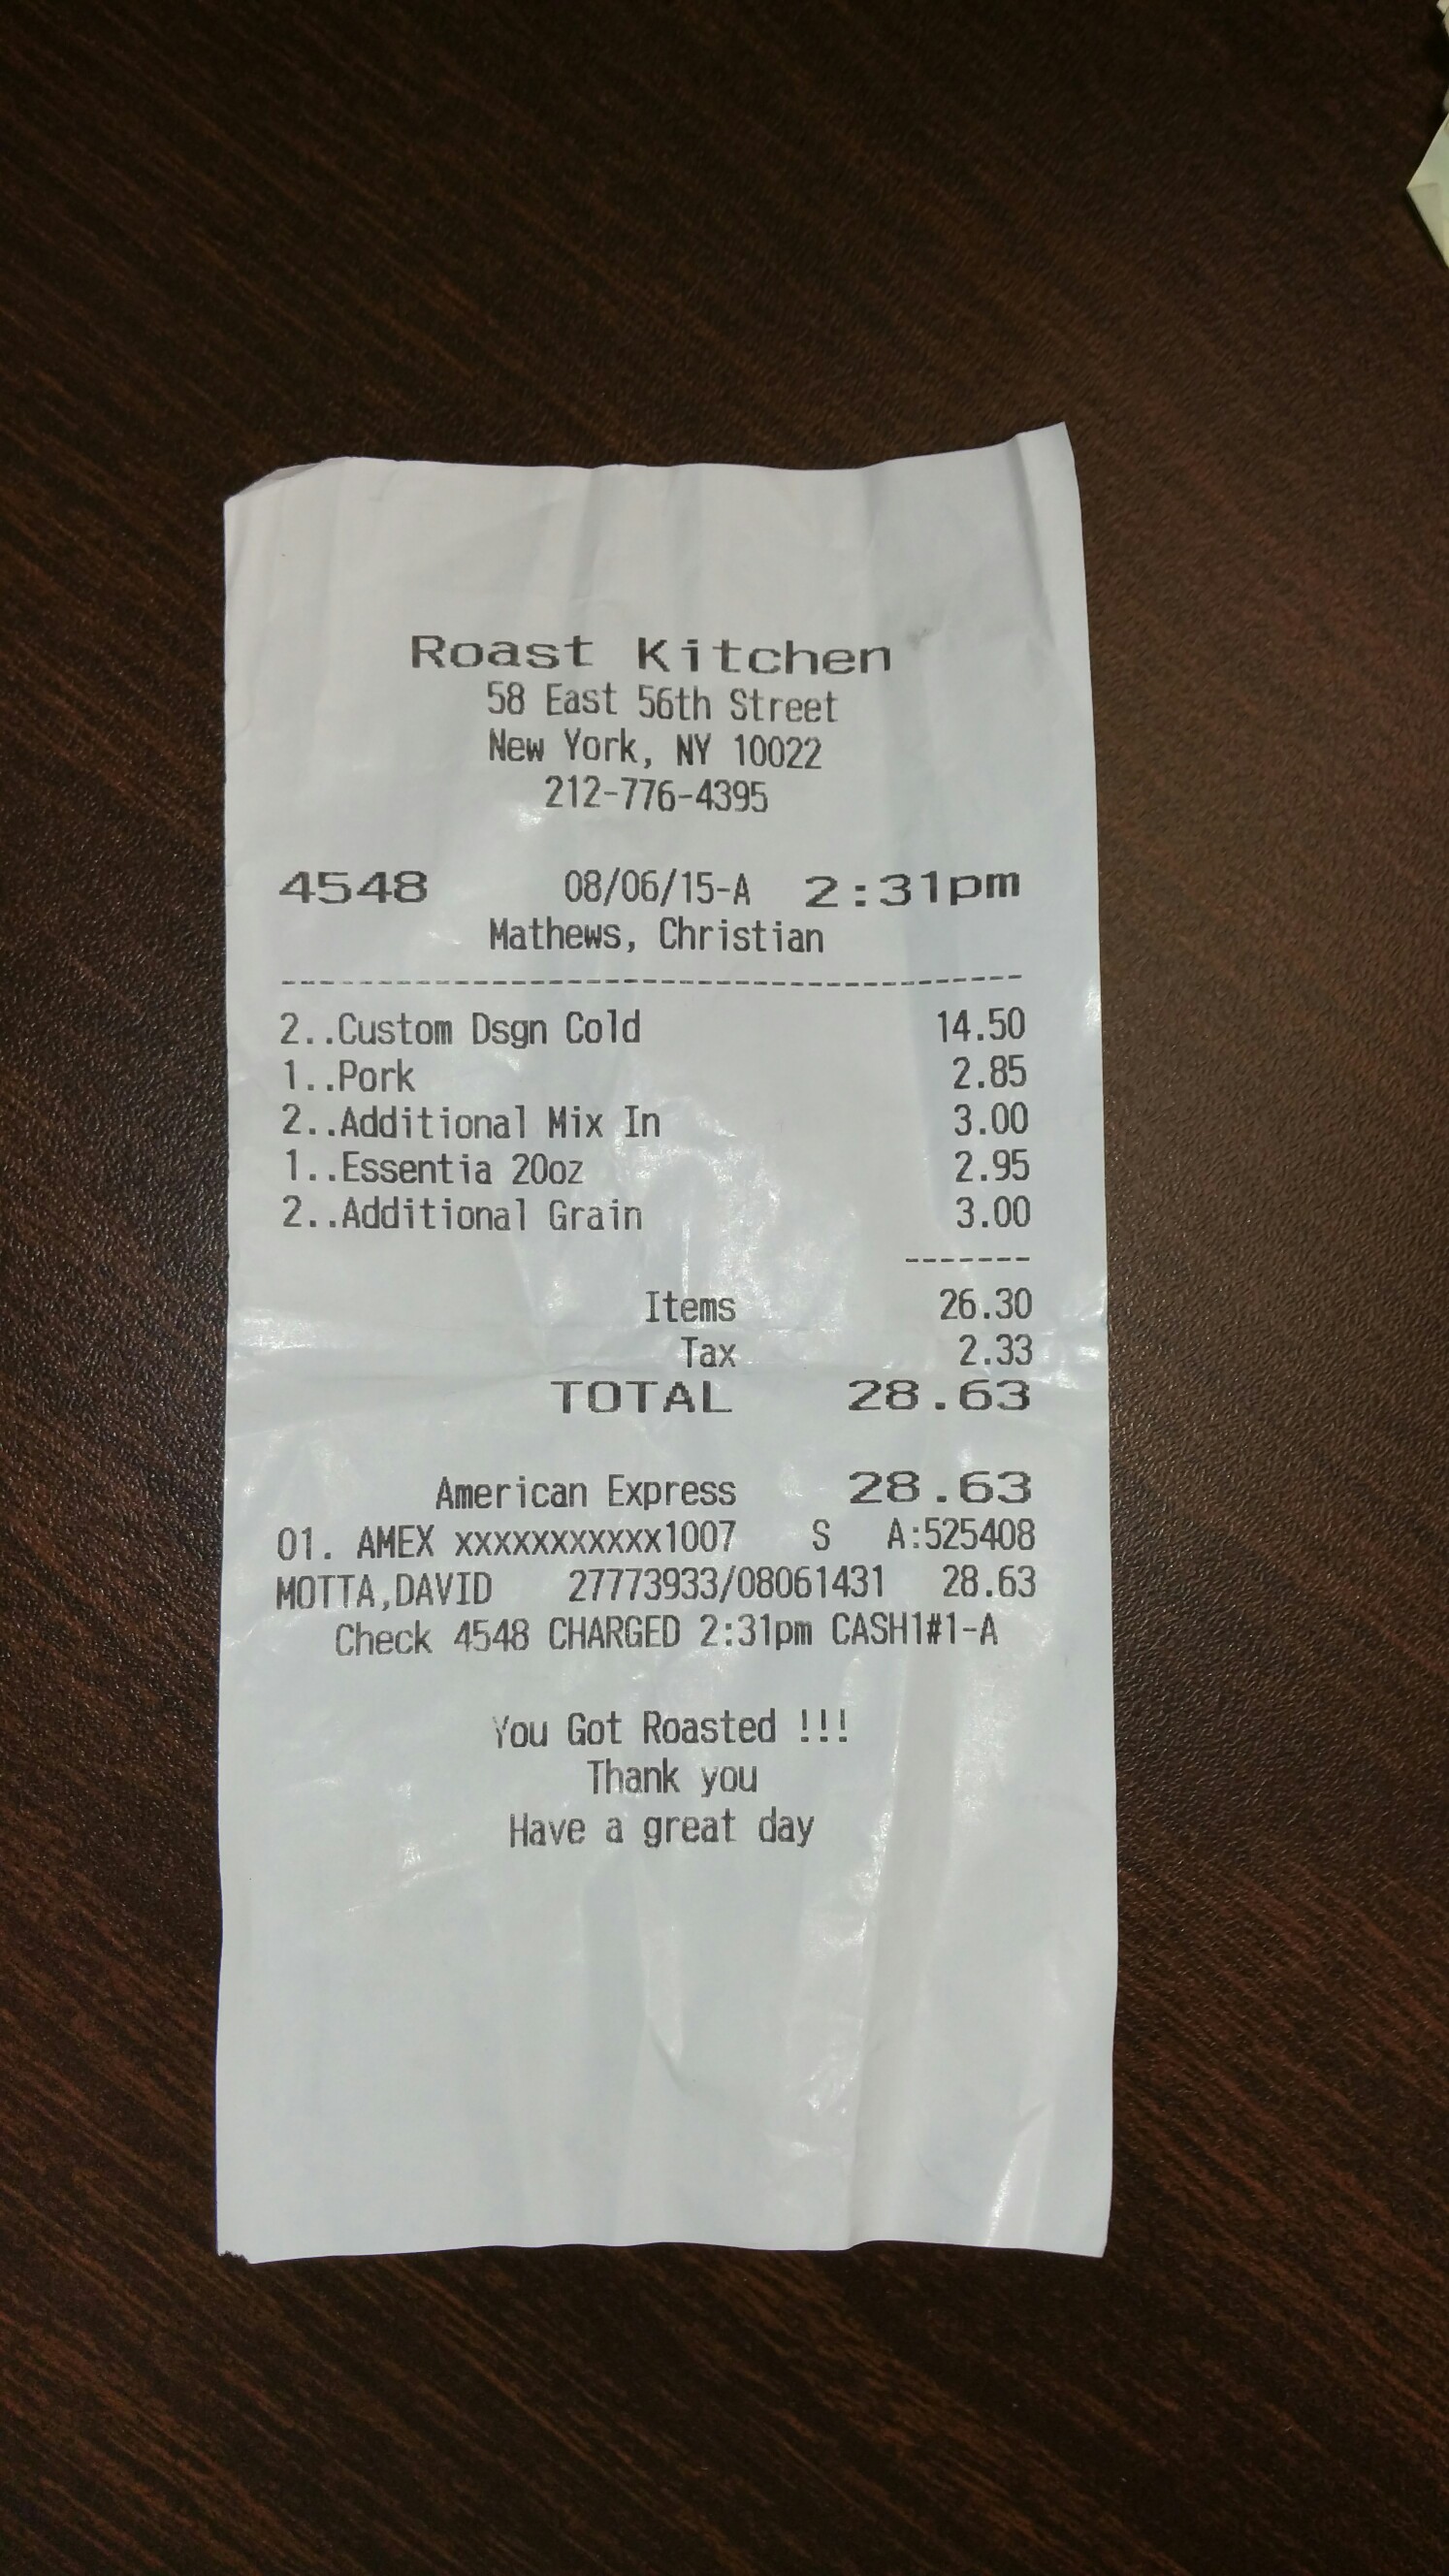 Roast Kitchen
58 East 56th Street
New York, NY 10022
212-776-4395
4548 08/06/15-A 2:31pm
Mathews, Christian
----------------------------------------
2..Custom Dsgn Cold 14.50
1..Pork 2.85
2..Additional Mix In 3.00
1..Essentia 20oz 2.95
2..Additional Grain 3.00
-------
Items 26.30
Tax 2.33
TOTAL 28.63
American Express 28.63
01. AMEX xxxxxxxxxxx1007 S A:525408
MOTTA,DAVID 27773933/08061431 28.63
Check 4548 CHARGED 2:31pm CASH1#1-A
You Got Roasted !!!
Thank you
Have a great day